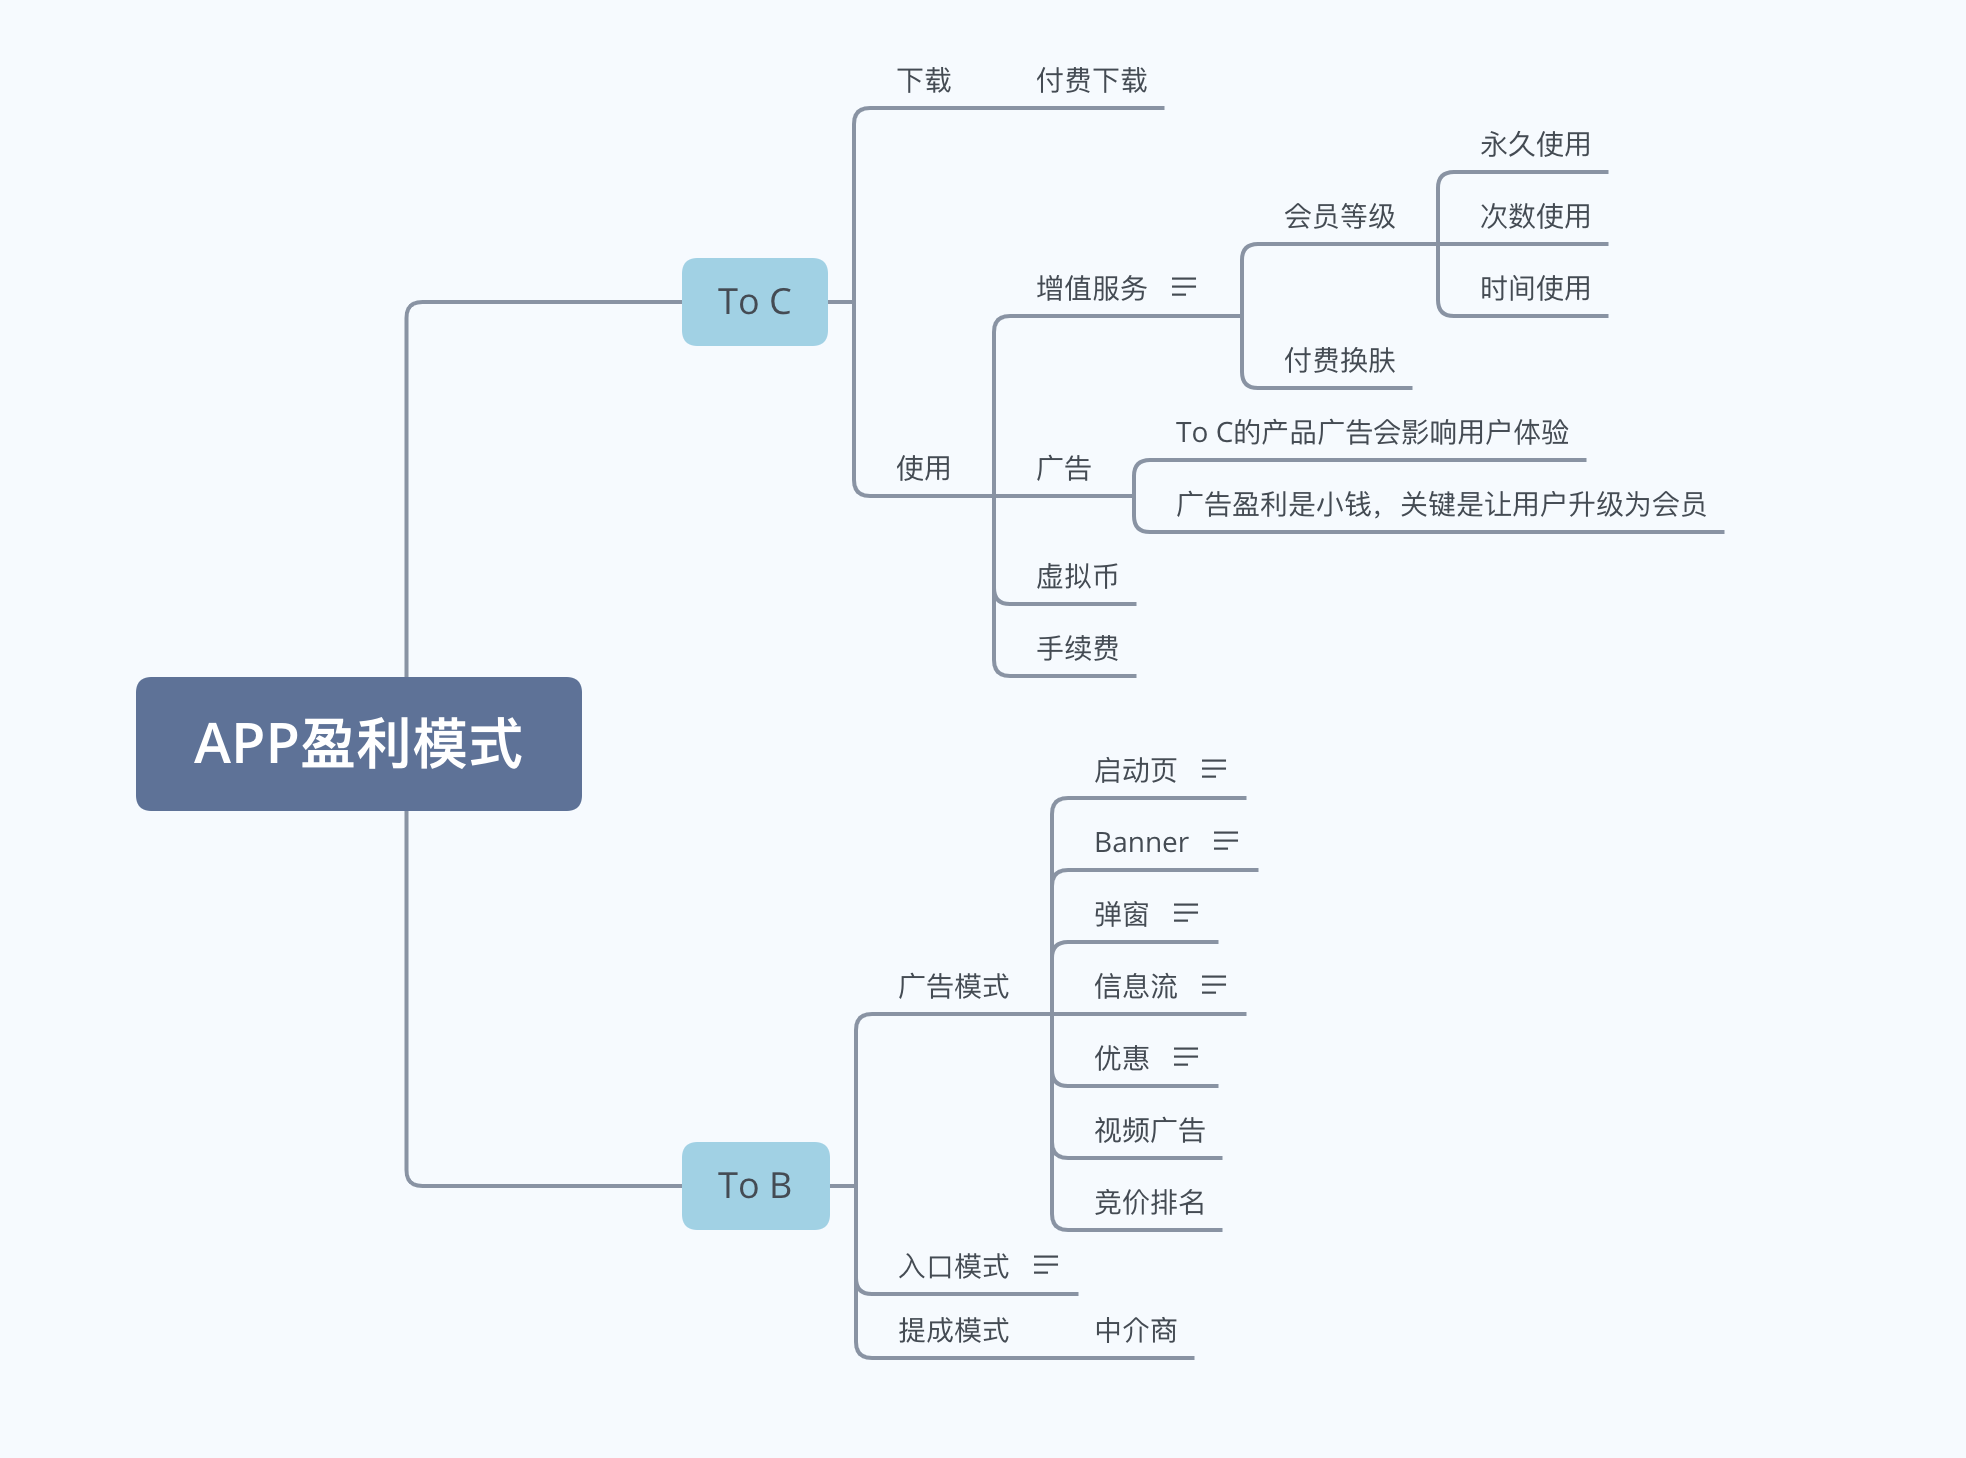 APP盈利模式
To C
下载
付费下载
使用
增值服务
会员等级
永久使用
次数使用
时间使用
付费换肤
广告
To C的产品广告会影响用户体验
广告盈利是小钱，关键是让用户升级为会员
虚拟币
手续费
To B
广告模式
启动页
Banner
弹窗
信息流
优惠
视频广告
竞价排名
入口模式
提成模式
中介商